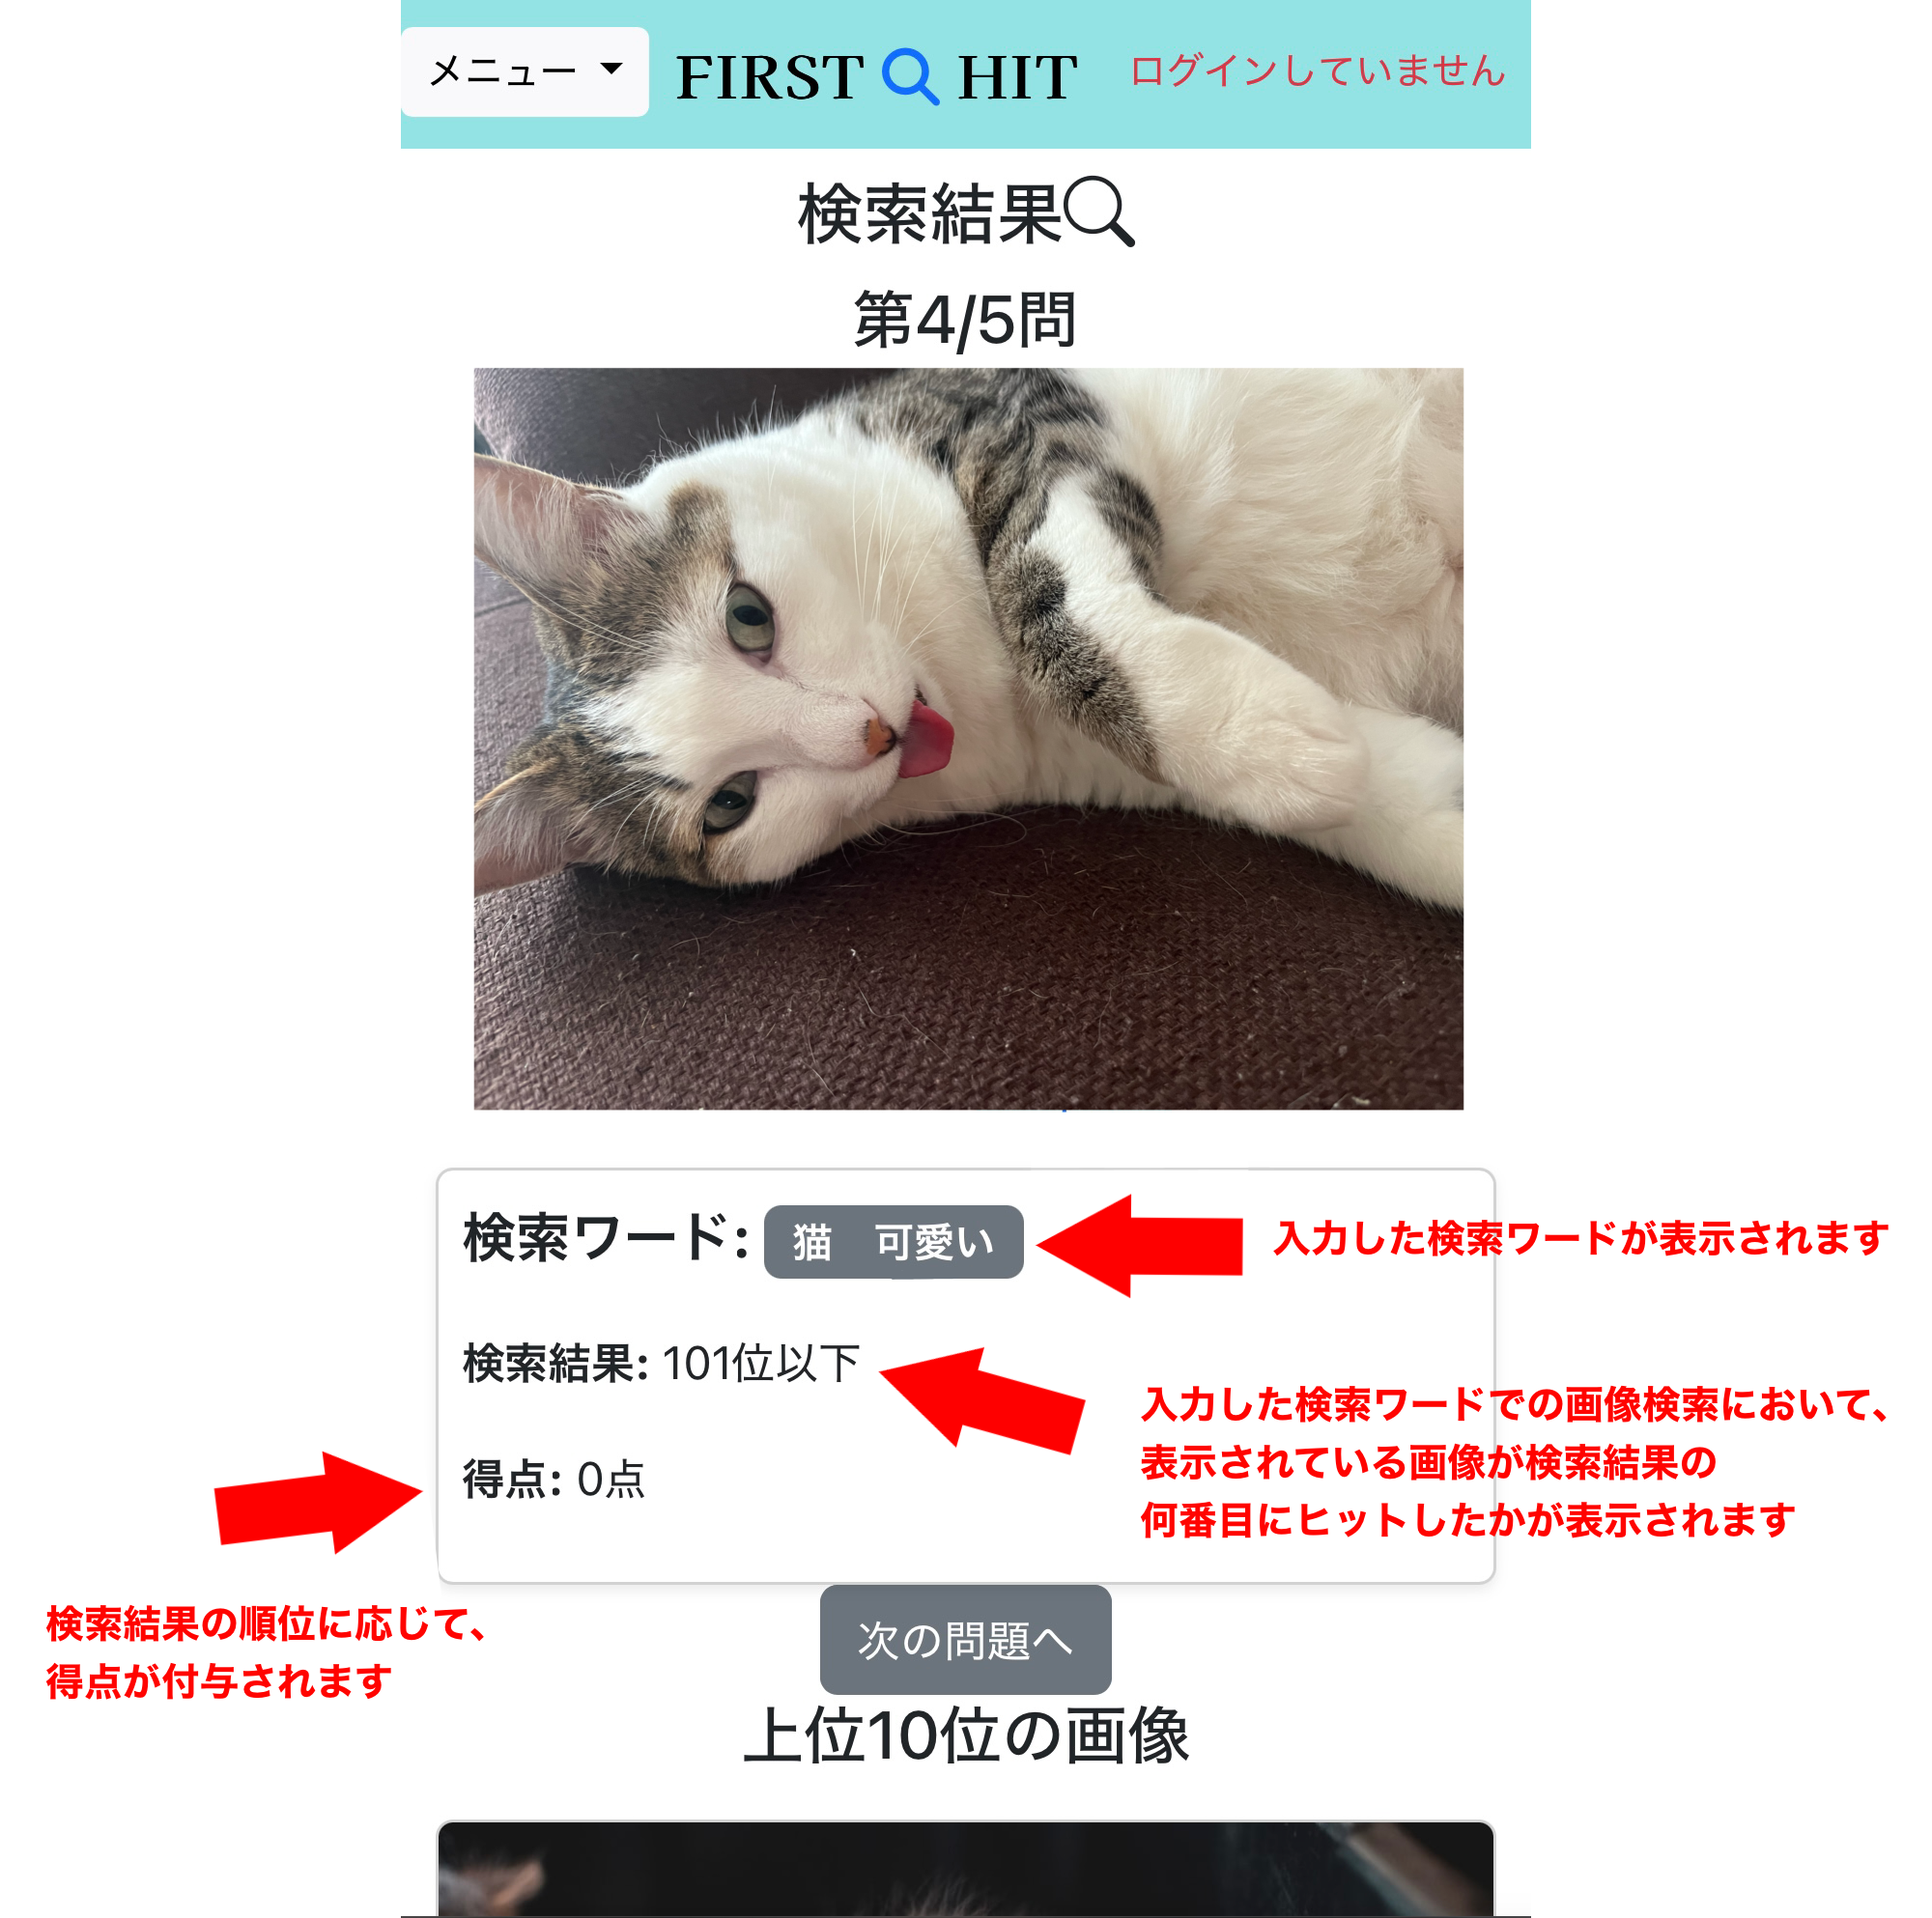 メニュー FIRST HIT ログインしていません
検索結果
第4/5問
検索ワード: 猫　可愛い
入力した検索ワードが表示されます
検索結果: 101位以下
入力した検索ワードでの画像検索において、
表示されている画像が検索結果の
何番目にヒットしたかが表示されます
得点: 0点
検索結果の順位に応じて、
得点が付与されます
次の問題へ
上位10位の画像